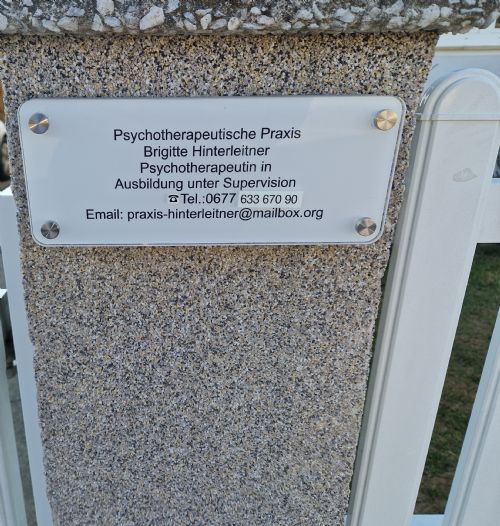 Psychotherapeutische Praxis
Brigitte Hinterleitner
Psychotherapeutin in
Ausbildung unter Supervision
☎Tel.:0677 633 670 90
Email: praxis-hinterleitner@mailbox.org